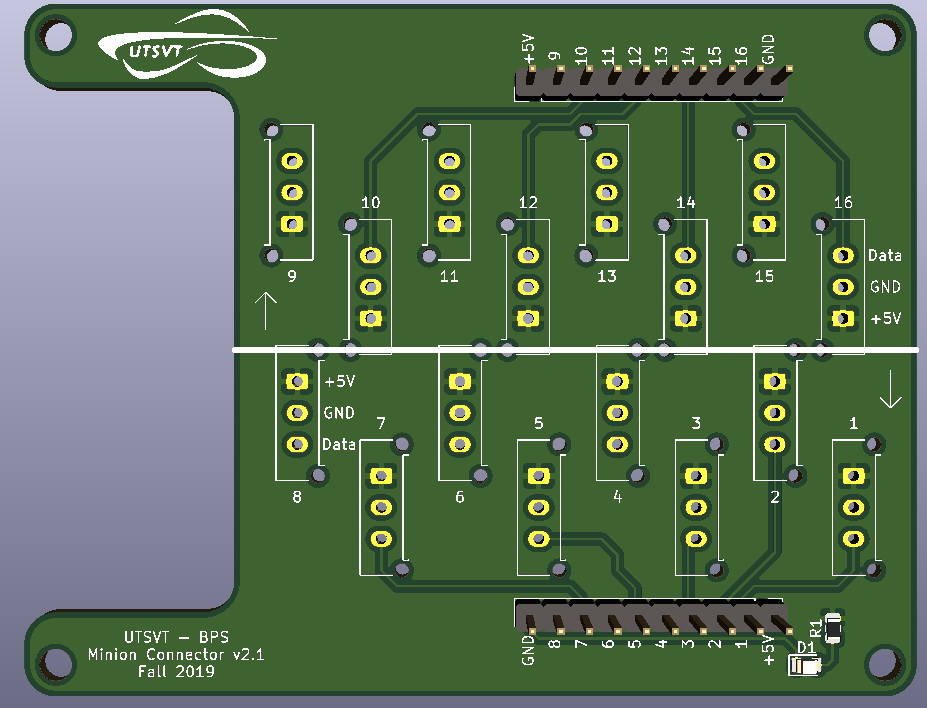 UTSVT
+5V 9 10 11 12 13 14 15 16 GND
10 12 14 16
Data
9 11 13 15
GND
+5V
+5V
GND
7 5 3 1
Data
8 6 4 2
GND 8 7 6 5 4 3 2 1 +5V
R1
UTSVT - BPS
D1
Minion Connector v2.1
Fall 2019